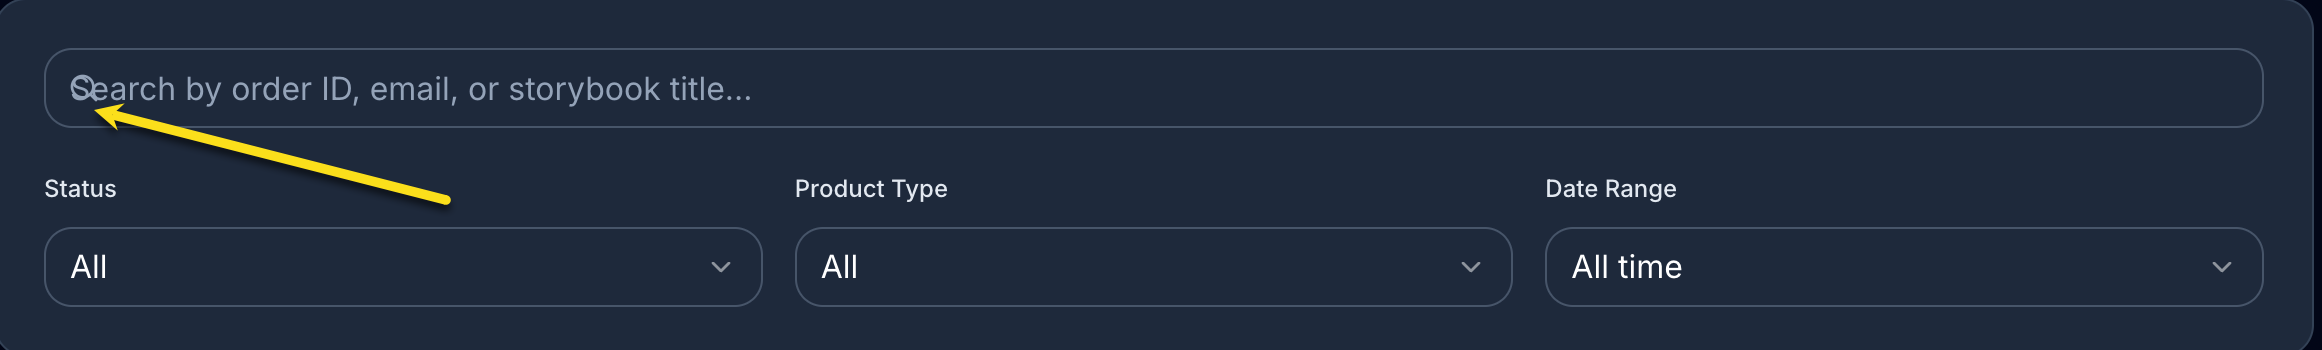 Search by order ID, email, or storybook title...
Status
Product Type
Date Range
All
All
All time